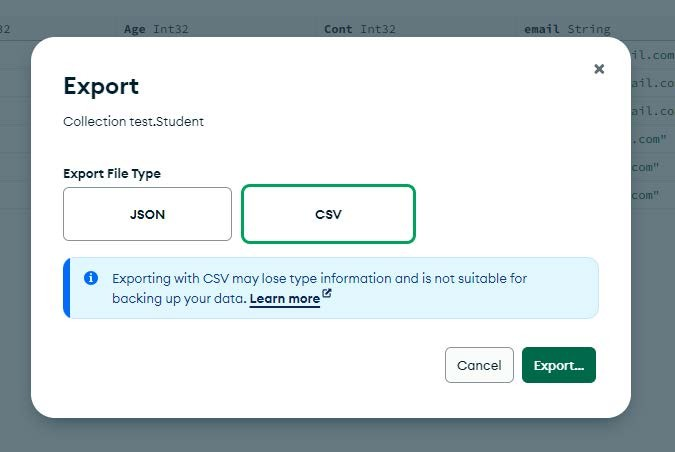 32 Age Int32 Cont Int32 email String
il.com
Export
ail.co
Collection test.Student
ail.co
.com"
Export File Type
com"
JSON CSV
com"
Exporting with CSV may lose type information and is not suitable for
backing up your data. Learn more
Cancel Export...